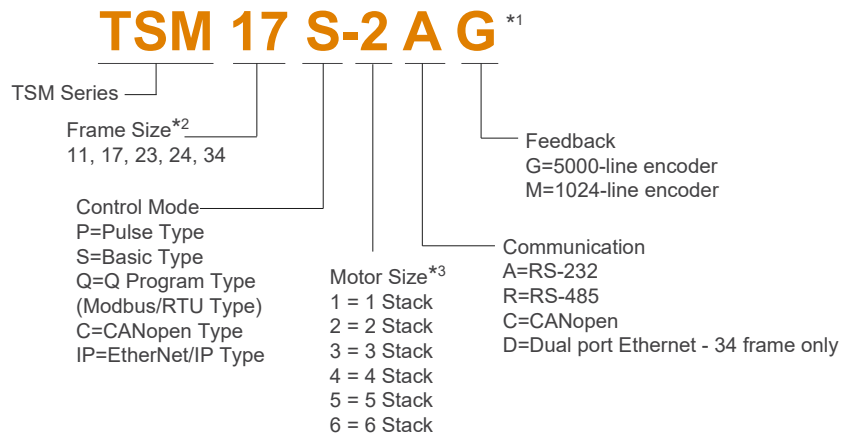 TSM 17 S-2 A G *1
TSM Series
Frame Size*2
11, 17, 23, 24, 34
Control Mode
P=Pulse Type
S=Basic Type
Q=Q Program Type
(Modbus/RTU Type)
C=CANopen Type
IP=EtherNet/IP Type
Motor Size*3
1 = 1 Stack
2 = 2 Stack
3 = 3 Stack
4 = 4 Stack
5 = 5 Stack
6 = 6 Stack
Communication
A=RS-232
R=RS-485
C=CANopen
D=Dual port Ethernet - 34 frame only
Feedback
G=5000-line encoder
M=1024-line encoder